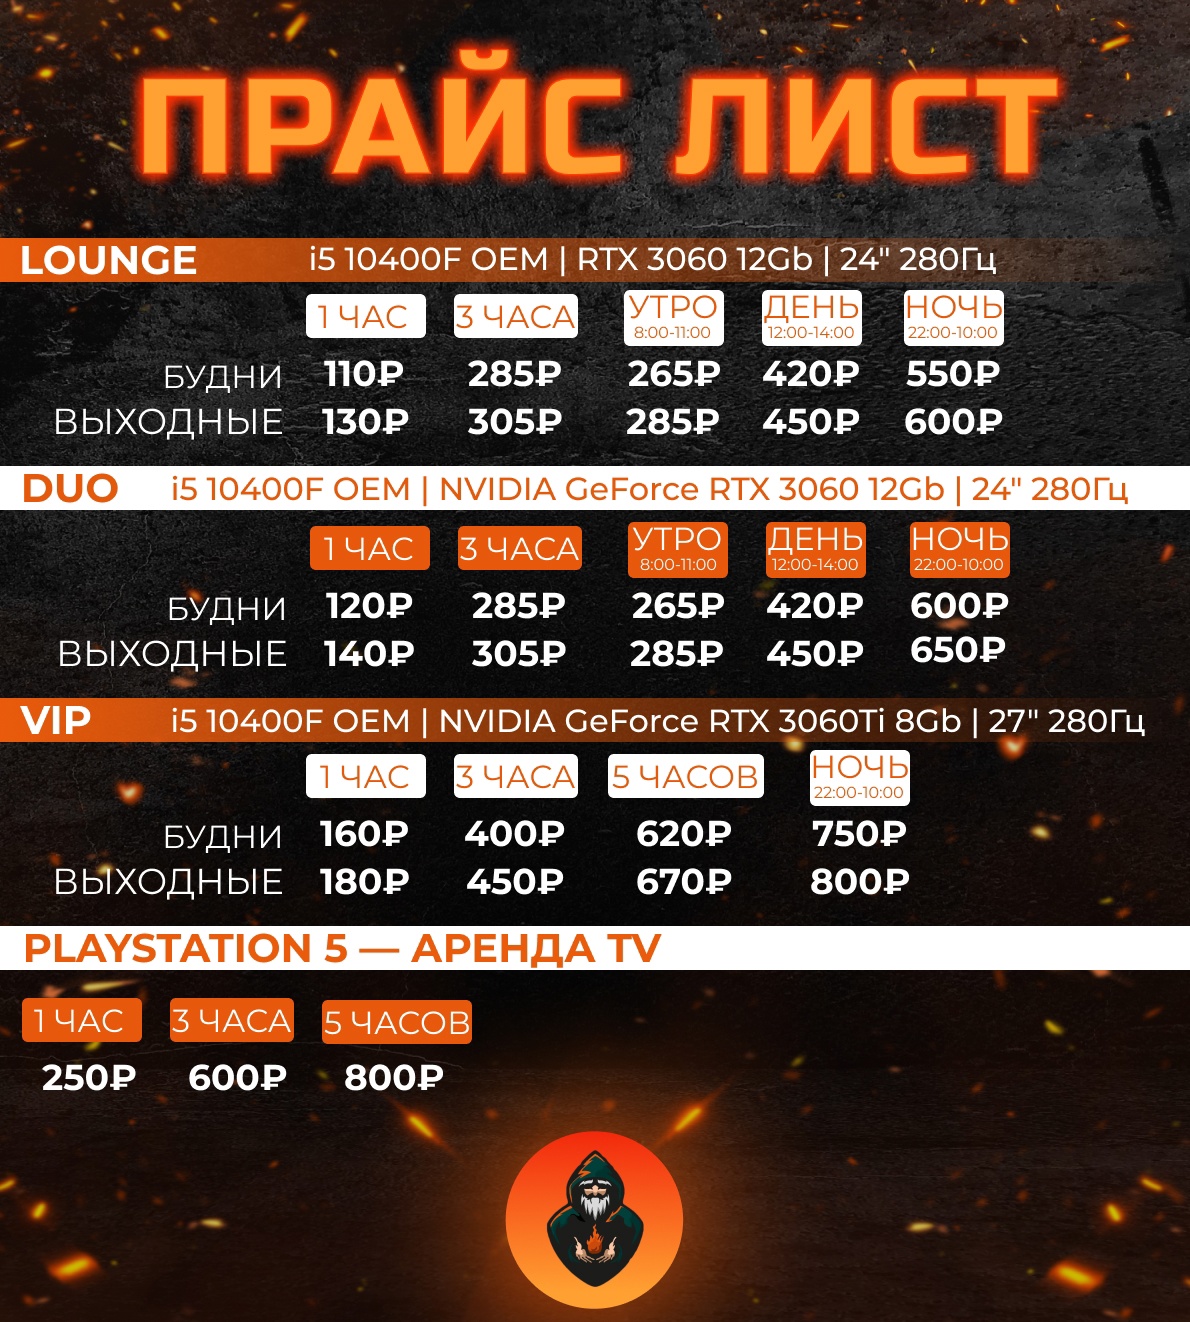 ПРАЙС ЛИСТ
LOUNGE i5 10400F OEM | RTX 3060 12Gb | 24" 280Гц
1 ЧАС 3 ЧАСА УТРО ДЕНЬ НОЧЬ
8:00-11:00 12:00-14:00 22:00-10:00
БУДНИ 110₽ 285₽ 265₽ 420₽ 550₽
ВЫХОДНЫЕ 130₽ 305₽ 285₽ 450₽ 600₽
DUO i5 10400F OEM | NVIDIA GeForce RTX 3060 12Gb | 24" 280Гц
1 ЧАС 3 ЧАСА УТРО ДЕНЬ НОЧЬ
8:00-11:00 12:00-14:00 22:00-10:00
БУДНИ 120₽ 285₽ 265₽ 420₽ 600₽
ВЫХОДНЫЕ 140₽ 305₽ 285₽ 450₽ 650₽
VIP i5 10400F OEM | NVIDIA GeForce RTX 3060Ti 8Gb | 27" 280Гц
1 ЧАС 3 ЧАСА 5 ЧАСОВ НОЧЬ
22:00-10:00
БУДНИ 160₽ 400₽ 620₽ 750₽
ВЫХОДНЫЕ 180₽ 450₽ 670₽ 800₽
PLAYSTATION 5 — АРЕНДА TV
1 ЧАС 3 ЧАСА 5 ЧАСОВ
250₽ 600₽ 800₽